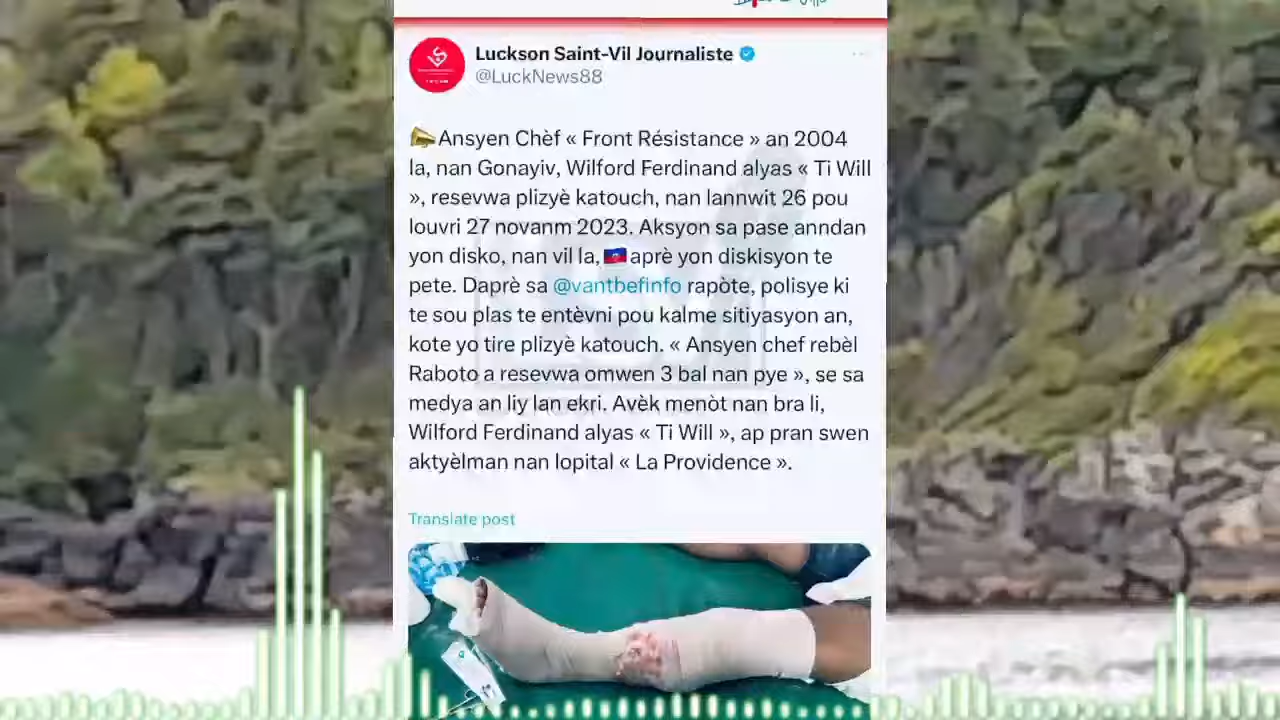 Luckson Saint-Vil Journaliste
@LuckNews88
Ansyen Chèf « Front Résistance » an 2004
la, nan Gonayiv, Wilford Ferdinand alyas « Ti Will
», resevwa plizyè katouch, nan lannwit 26 pou
louvri 27 novanm 2023. Aksyon sa pase anndan
yon disko, nan vil la, aprè yon diskisyon te
pete. Daprè sa @vantbefinfo rapòte, polisye ki
te sou plas te entèvni pou kalme sitiyasyon an,
kote yo tire plizyè katouch. « Ansyen chef rebèl
Raboto a resevwa omwen 3 bal nan pye », se sa
medya an liy lan ekri. Avèk menòt nan bra li,
Wilford Ferdinand alyas « Ti Will », ap pran swen
aktyèlman nan lopital « La Providence ».
Translate post